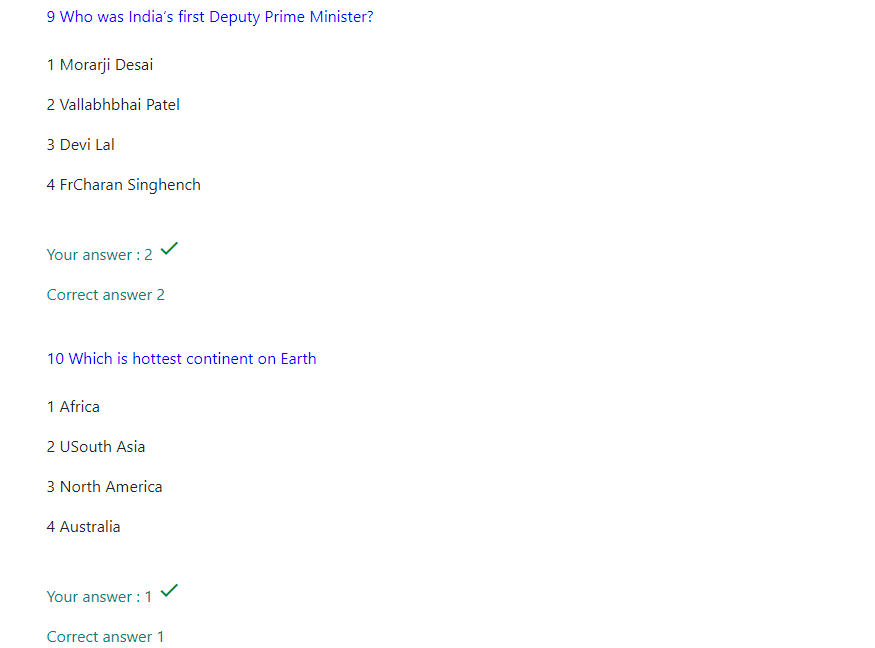 9 Who was India's first Deputy Prime Minister?
1 Morarji Desai
2 Vallabhbhai Patel
3 Devi Lal
4 FrCharan Singhench
Your answer : 2
Correct answer 2
10 Which is hottest continent on Earth
1 Africa
2 USouth Asia
3 North America
4 Australia
Your answer : 1
Correct answer 1